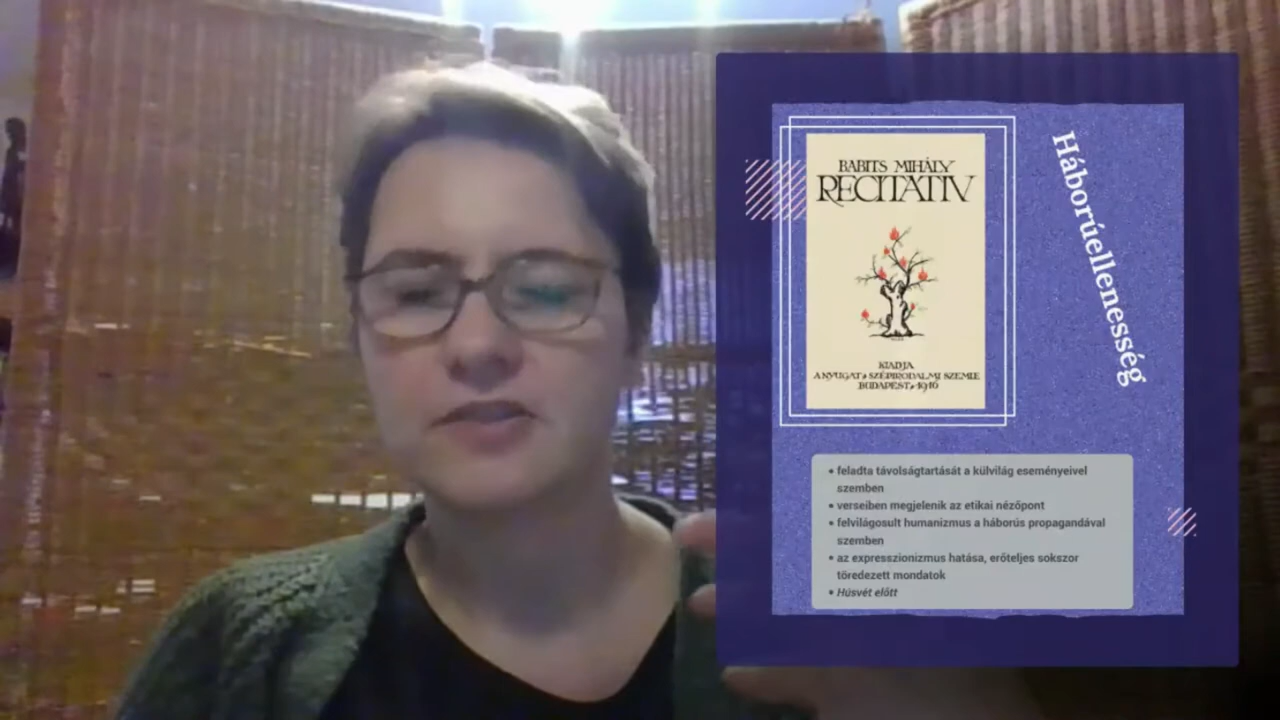 BABITS MIHÁLY
RECITATIV
KIADJA
A NYUGAT SZÉPIRODALMI SZEMLE
BUDAPEST 1916
Háborúellenesség
• feladta távolságtartását a külvilág eseményeivel
szemben
• verseiben megjelenik az etikai nézőpont
• felvilágosult humanizmus a háborús propagandával
szemben
• az expresszionizmus hatása, erőteljes sokszor
töredezett mondatok
• Húsvét előtt